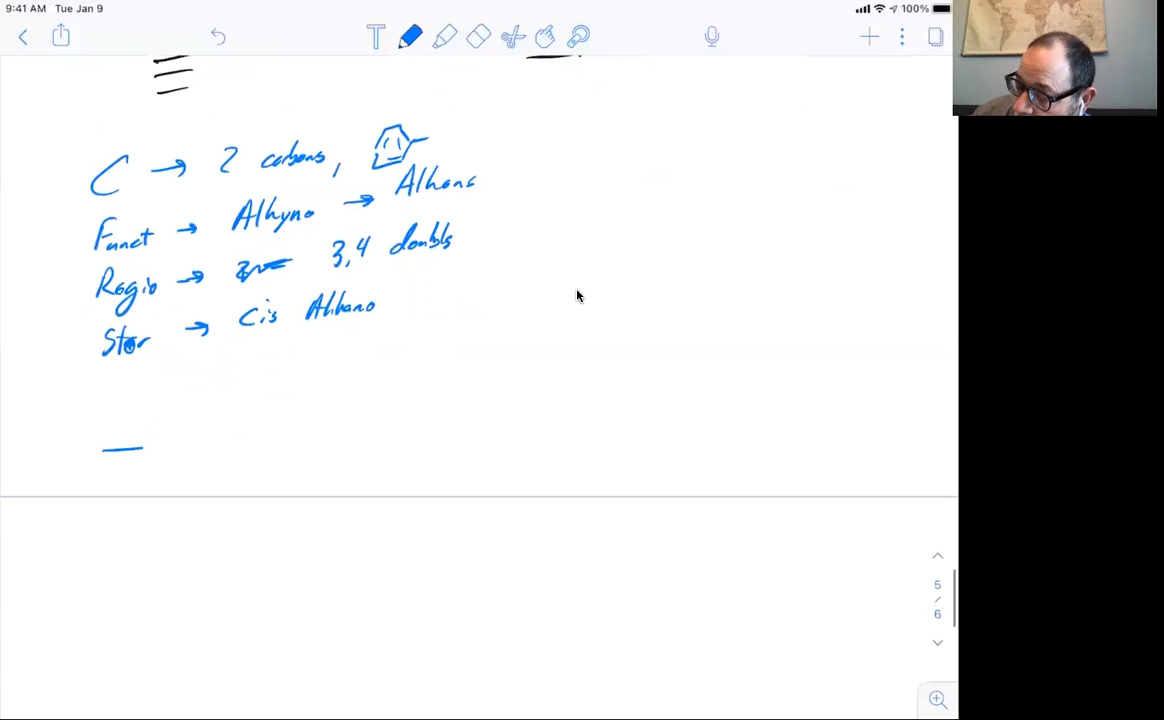 9:41 AM Tue Jan 9
100%
T
C → 2 carbons,
Funct → Alkyne → Alkene
Regio → 3,4 double
Ster → cis Alkene
5
/
6